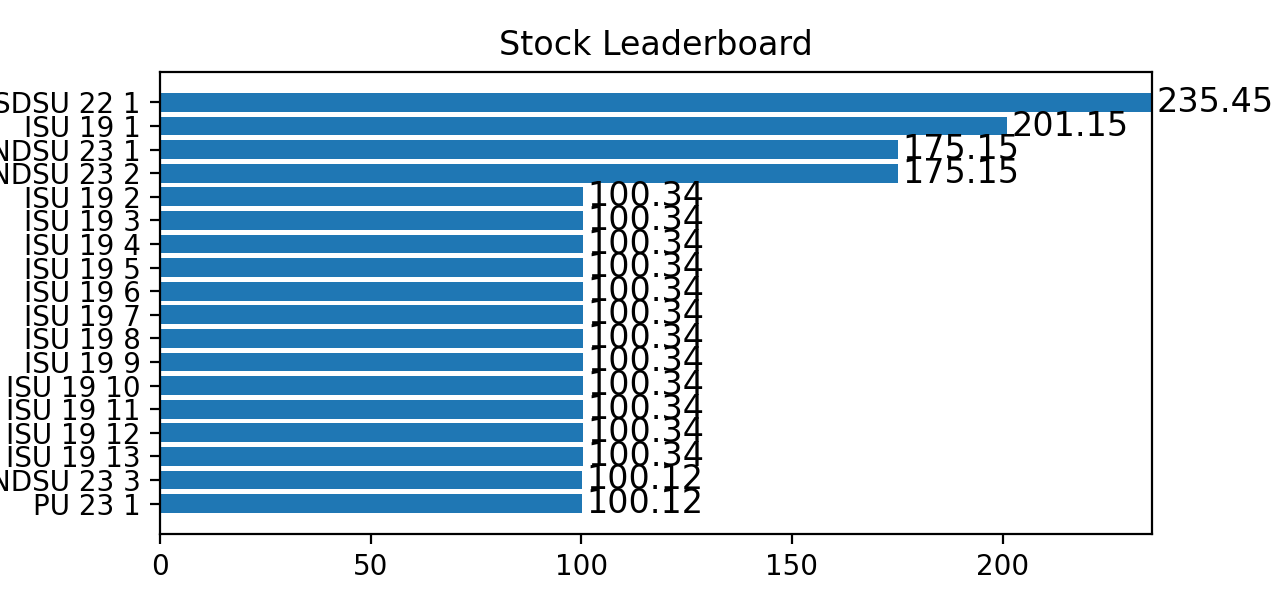 Stock Leaderboard
SDSU 22 1 235.45
ISU 19 1 201.15
NDSU 23 1 175.15
NDSU 23 2 175.15
ISU 19 2 100.34
ISU 19 3 100.34
ISU 19 4 100.34
ISU 19 5 100.34
ISU 19 6 100.34
ISU 19 7 100.34
ISU 19 8 100.34
ISU 19 9 100.34
ISU 19 10 100.34
ISU 19 11 100.34
ISU 19 12 100.34
ISU 19 13 100.34
NDSU 23 3 100.12
PU 23 1 100.12
0 50 100 150 200